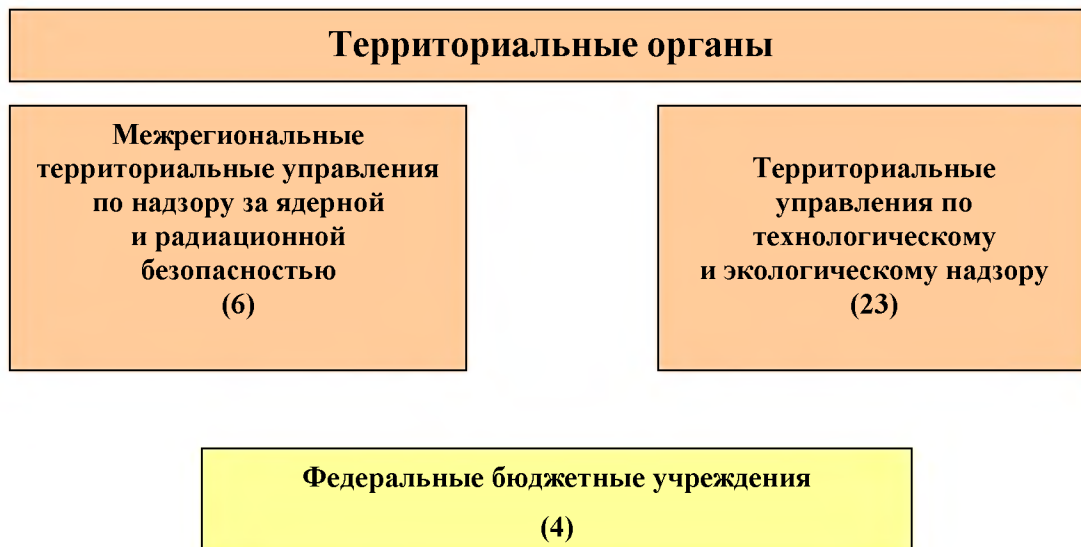 Территориальные органы
Межрегиональные
территориальные управления
по надзору за ядерной
и радиационной
безопасностью
(6)
Территориальные
управления по
технологическому
и экологическому надзору
(23)
Федеральные бюджетные учреждения
(4)